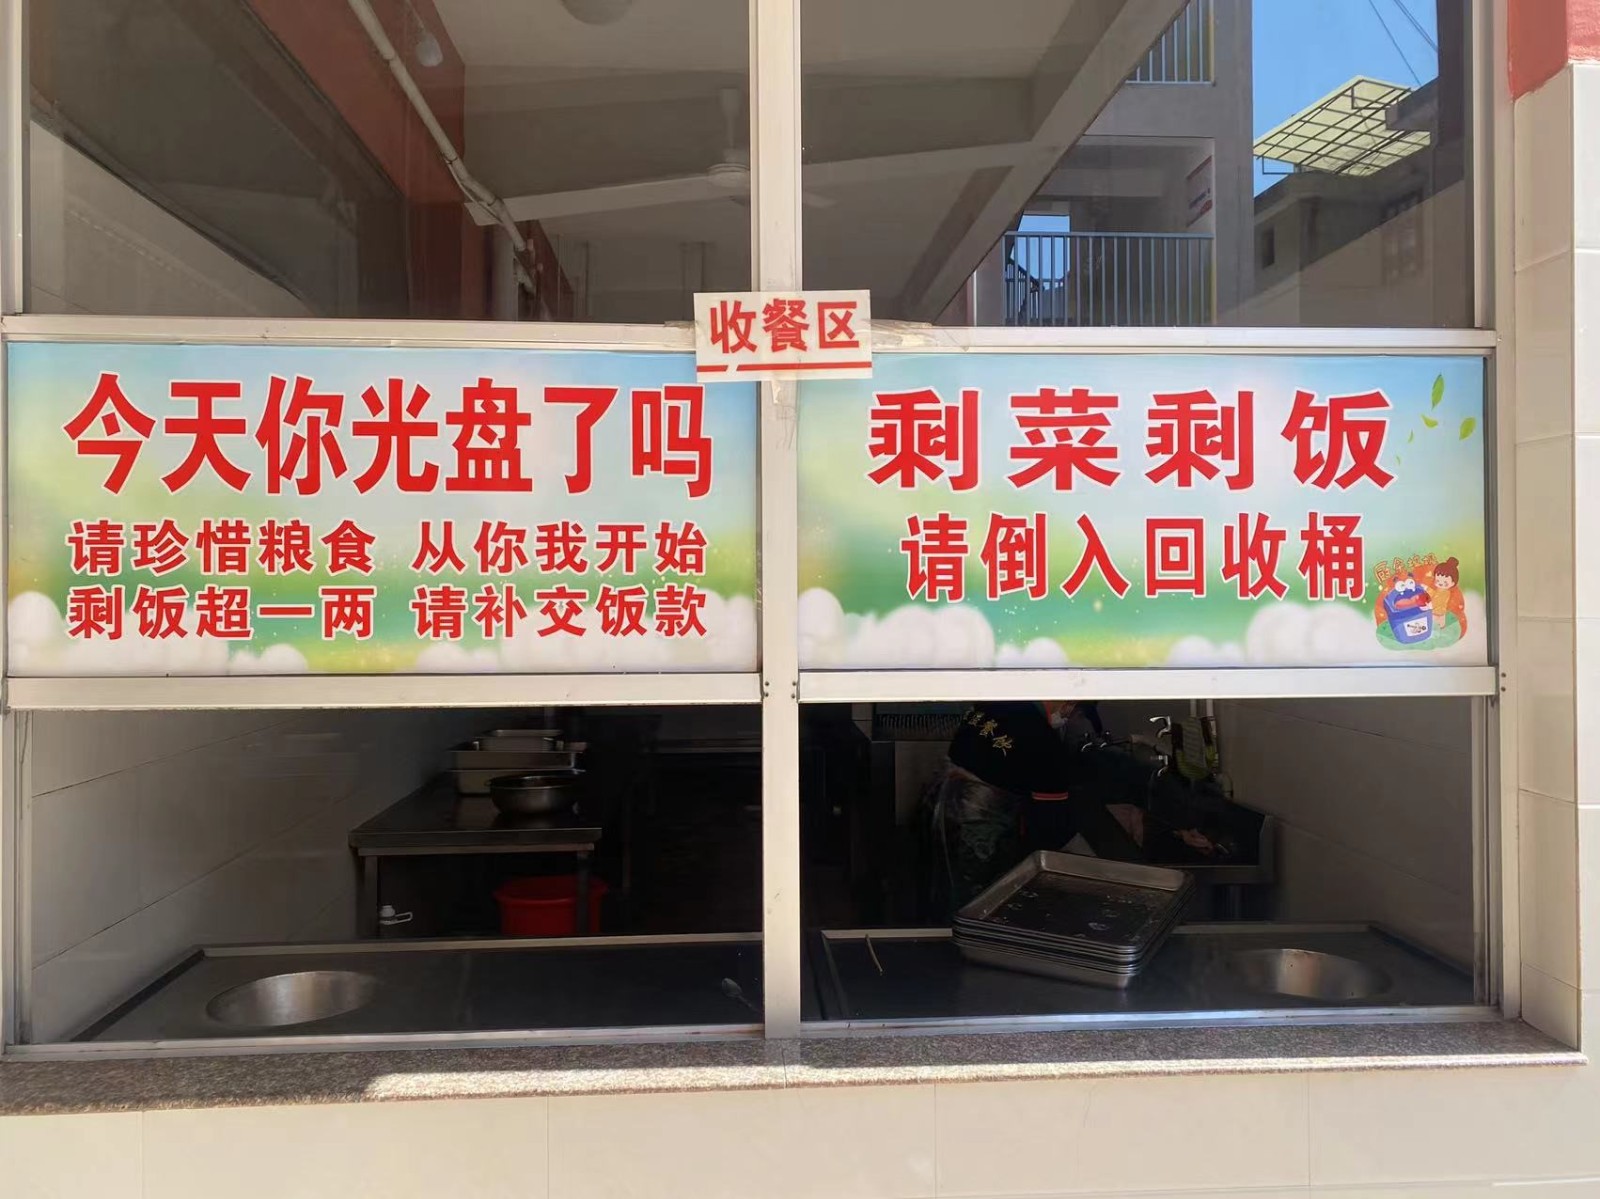 收餐区
今天你光盘了吗
请珍惜粮食 从你我开始
剩饭超一两 请补交饭款
剩菜剩饭
请倒入回收桶